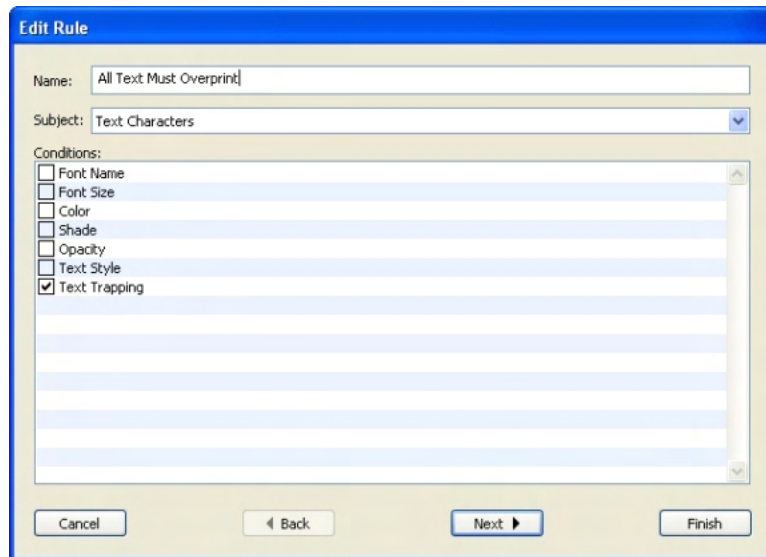 Edit Rule
Name: All Text Must Overprint
Subject: Text Characters
Conditions:
Font Name
Font Size
Color
Shade
Opacity
Text Style
Text Trapping
Cancel Back Next Finish